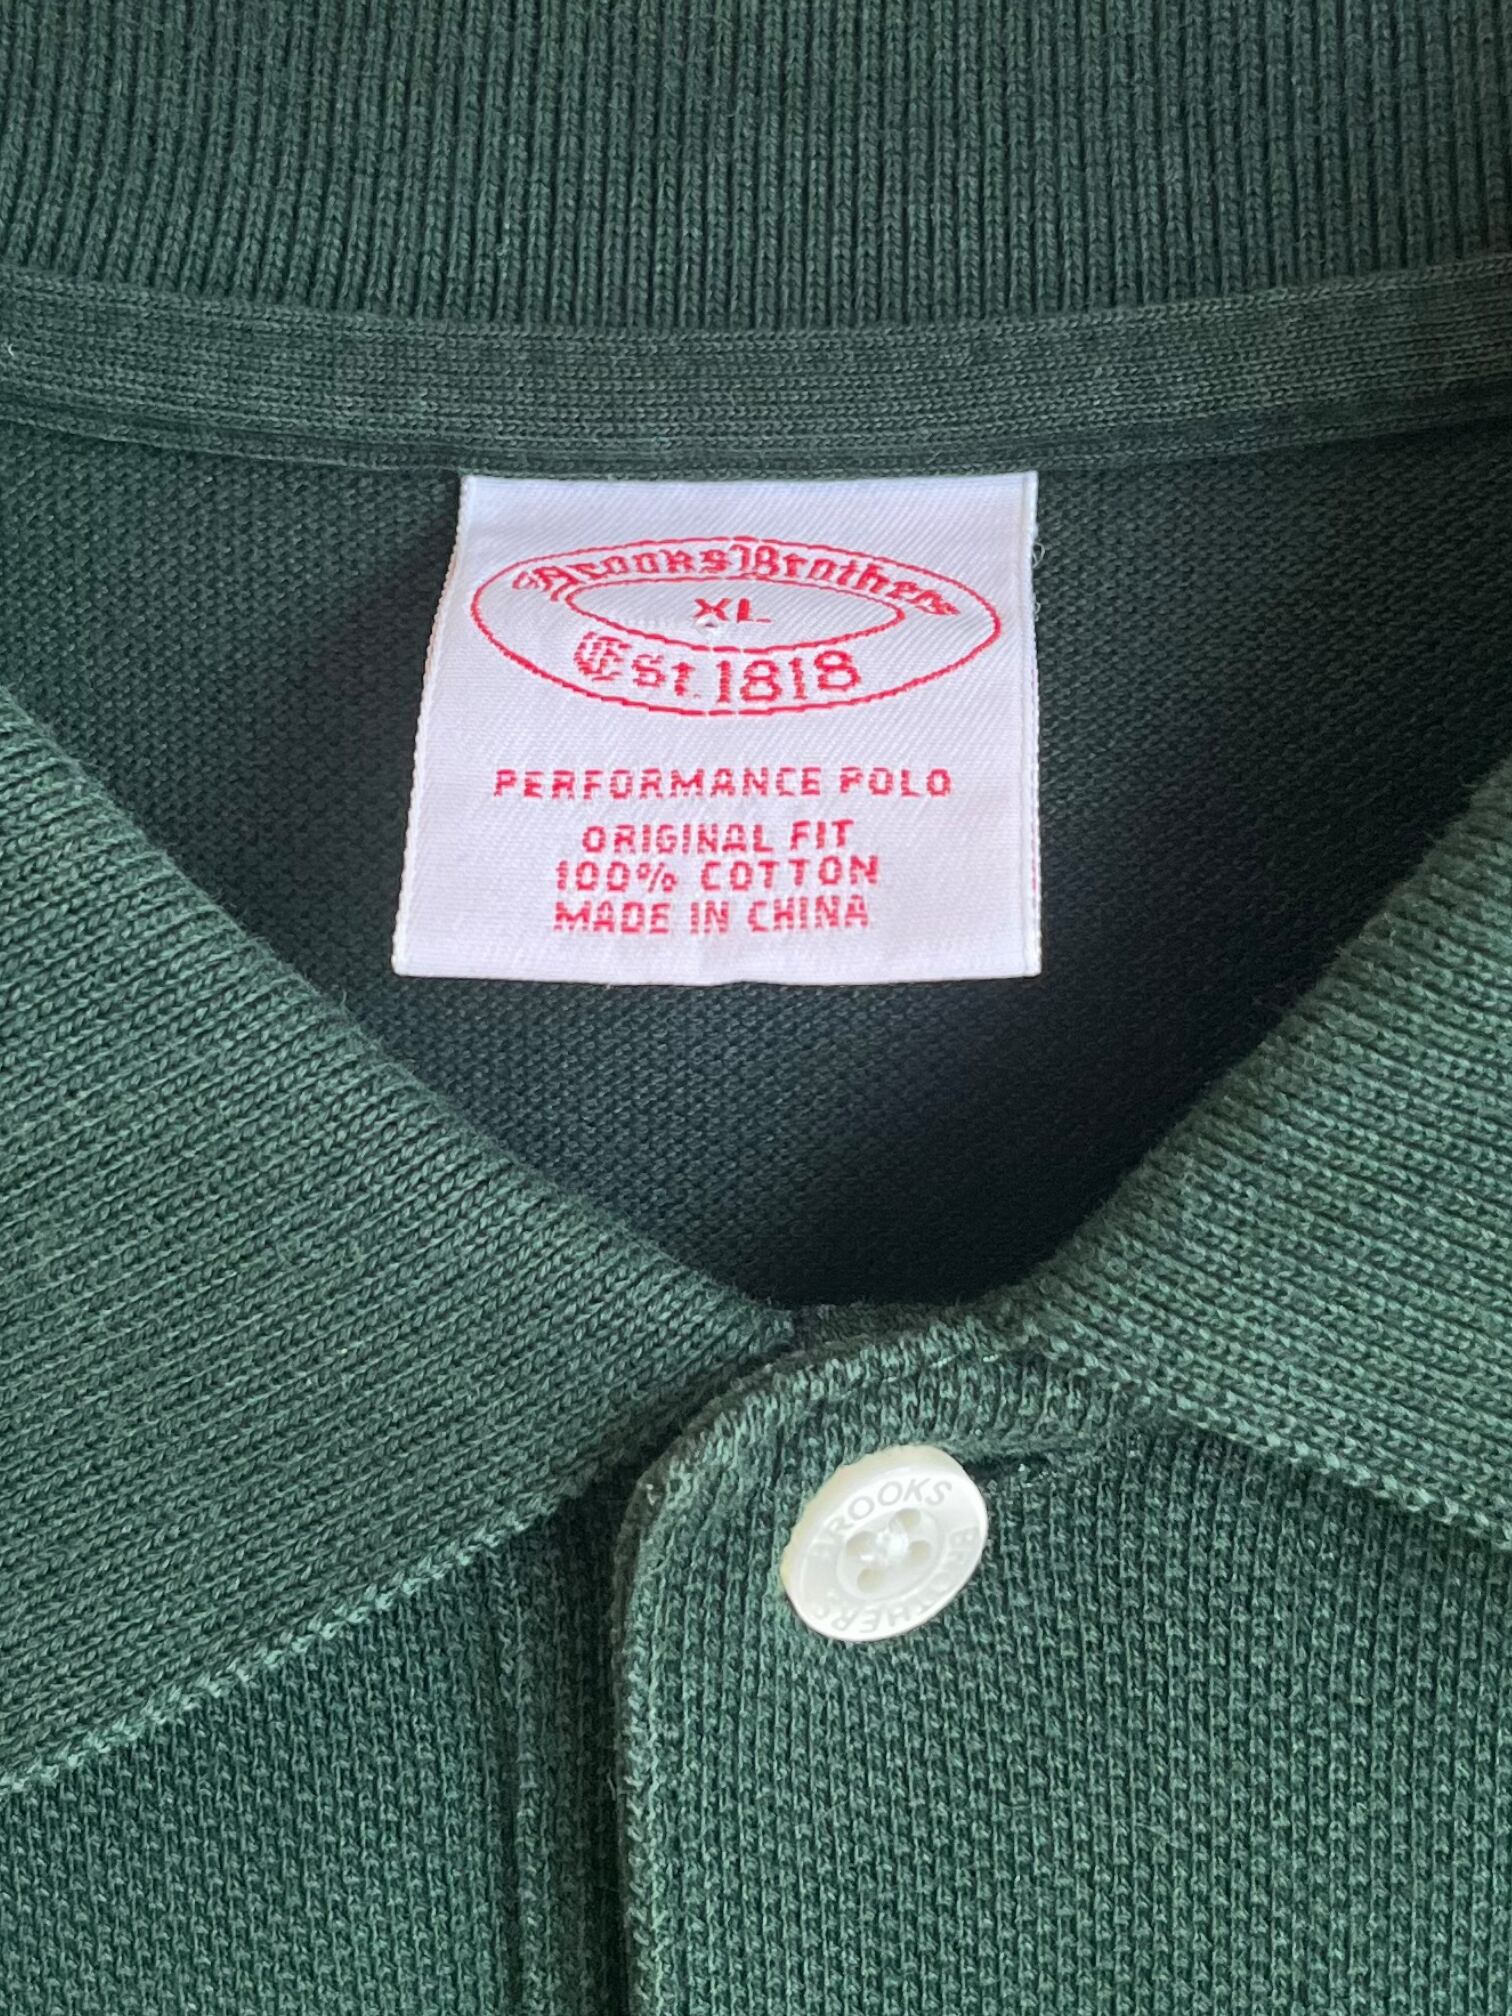 Brooks Brothers
XL
Est. 1818
PERFORMANCE POLO
ORIGINAL FIT
100% COTTON
MADE IN CHINA
BROOKS BROTHERS